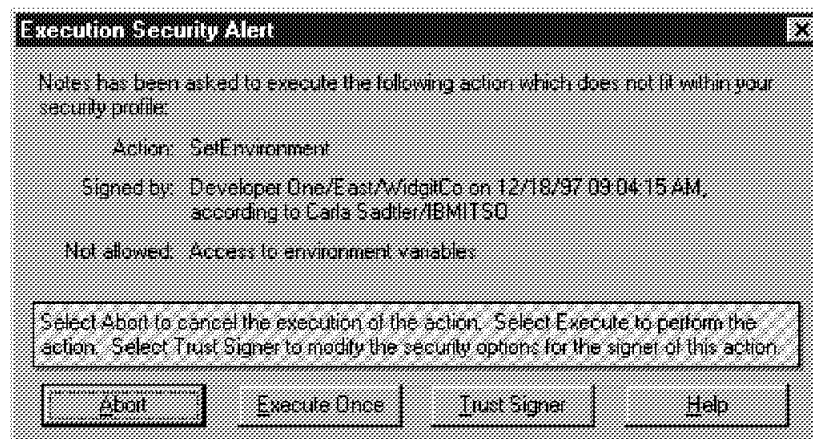 Execution Security Alert
Notes has been asked to execute the following action which does not fit within your
security profile:
Action: SetEnvironment
Signed by: Developer One/East/WidgitCo on 12/18/97 09:04:15 AM,
according to Carla Sadtler/IBMITSO
Not allowed: Access to environment variables
Select Abort to cancel the execution of the action. Select Execute to perform the
action. Select Trust Signer to modify the security options for the signer of this action.
Abort Execute Once Trust Signer Help